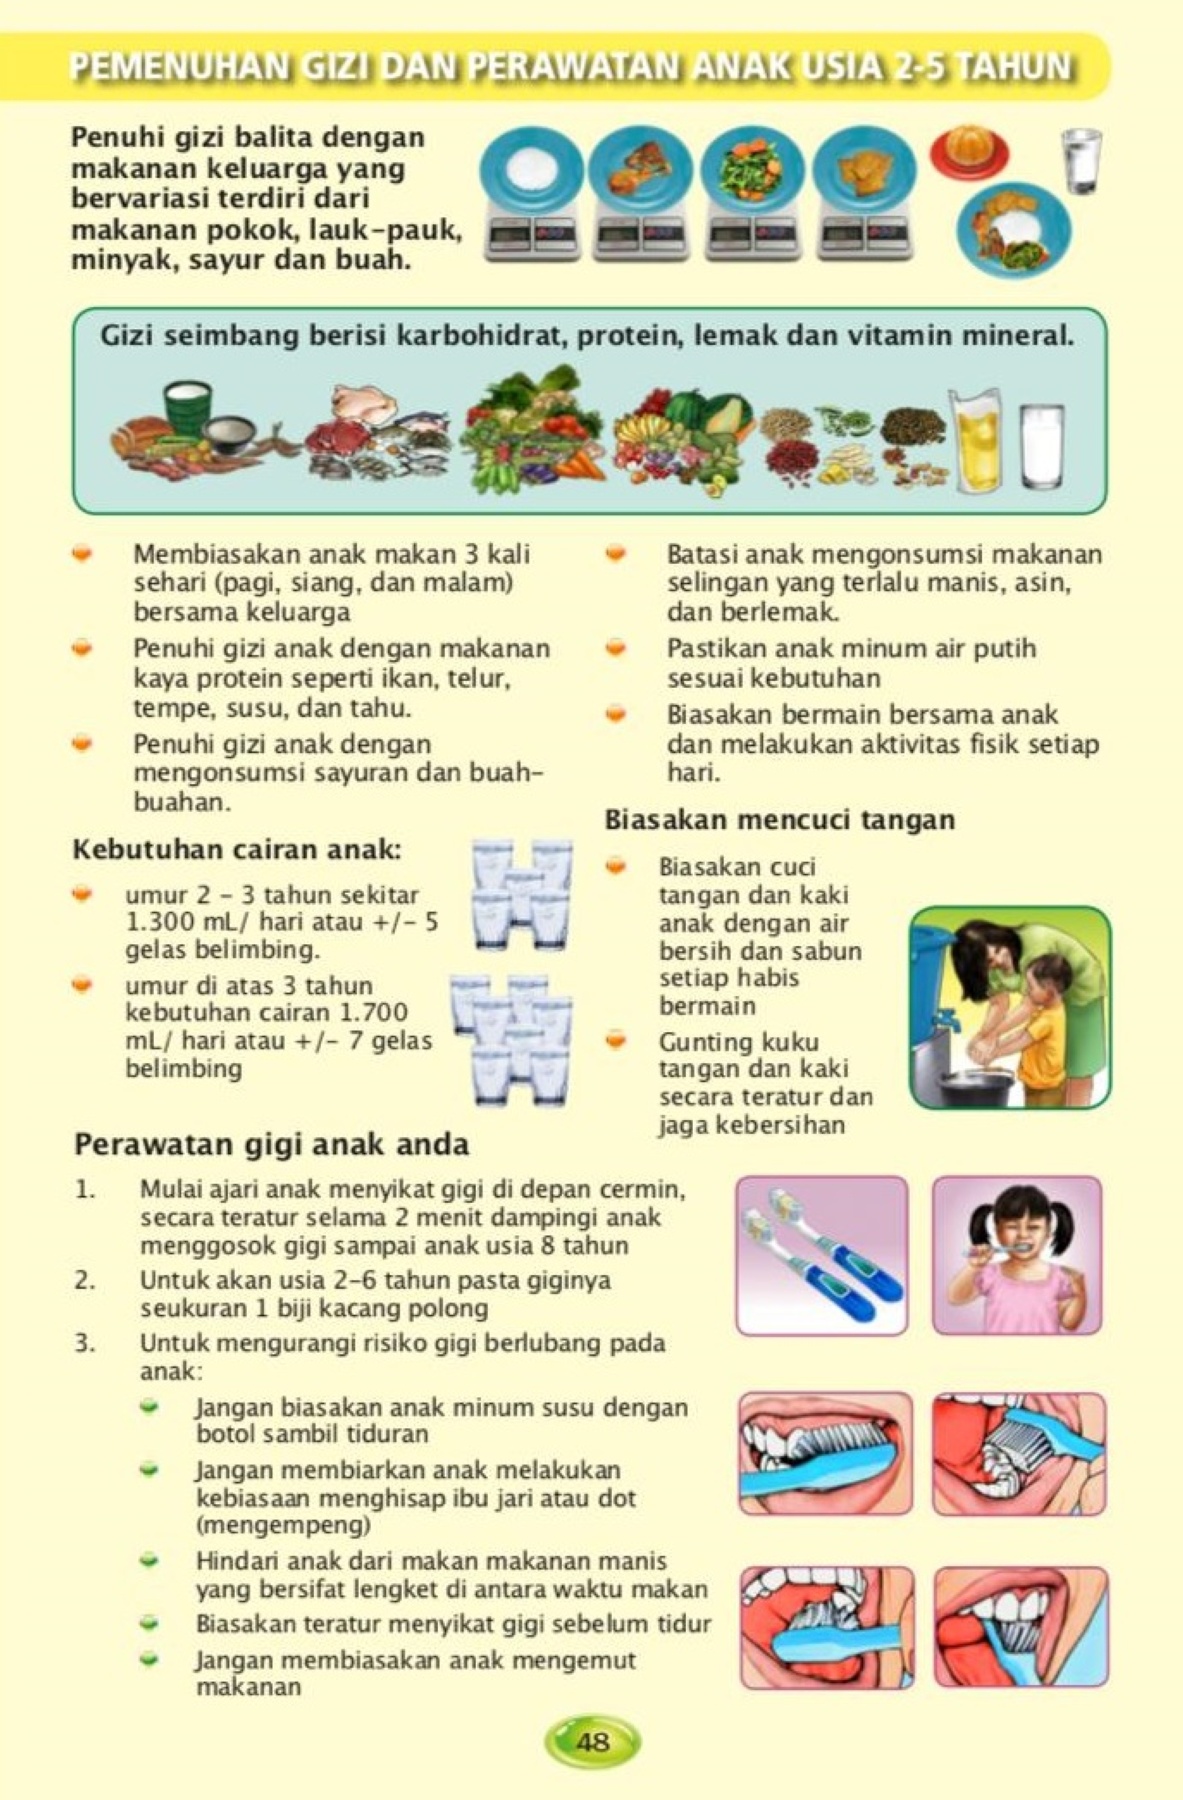 PEMENUHAN GIZI DAN PERAWATAN ANAK USIA 2-5 TAHUN
Penuhi gizi balita dengan
makanan keluarga yang
bervariasi terdiri dari
makanan pokok, lauk-pauk,
minyak, sayur dan buah.
Gizi seimbang berisi karbohidrat, protein, lemak dan vitamin mineral.
Membiasakan anak makan 3 kali
sehari (pagi, siang, dan malam)
bersama keluarga
Penuhi gizi anak dengan makanan
kaya protein seperti ikan, telur,
tempe, susu, dan tahu.
Penuhi gizi anak dengan
mengonsumsi sayuran dan buah-
buahan.
Kebutuhan cairan anak:
umur 2 - 3 tahun sekitar
1.300 mL/ hari atau +/- 5
gelas belimbing.
umur di atas 3 tahun
kebutuhan cairan 1.700
mL/ hari atau +/- 7 gelas
belimbing
Batasi anak mengonsumsi makanan
selingan yang terlalu manis, asin,
dan berlemak.
Pastikan anak minum air putih
sesuai kebutuhan
Biasakan bermain bersama anak
dan melakukan aktivitas fisik setiap
hari.
Biasakan mencuci tangan
Biasakan cuci
tangan dan kaki
anak dengan air
bersih dan sabun
setiap habis
bermain
Gunting kuku
tangan dan kaki
secara teratur dan
jaga kebersihan
Perawatan gigi anak anda
1. Mulai ajari anak menyikat gigi di depan cermin,
secara teratur selama 2 menit dampingi anak
menggosok gigi sampai anak usia 8 tahun
2. Untuk akan usia 2-6 tahun pasta giginya
seukuran 1 biji kacang polong
3. Untuk mengurangi risiko gigi berlubang pada
anak:
Jangan biasakan anak minum susu dengan
botol sambil tiduran
Jangan membiarkan anak melakukan
kebiasaan menghisap ibu jari atau dot
(mengempeng)
Hindari anak dari makan makanan manis
yang bersifat lengket di antara waktu makan
Biasakan teratur menyikat gigi sebelum tidur
Jangan membiasakan anak mengemut
makanan
48